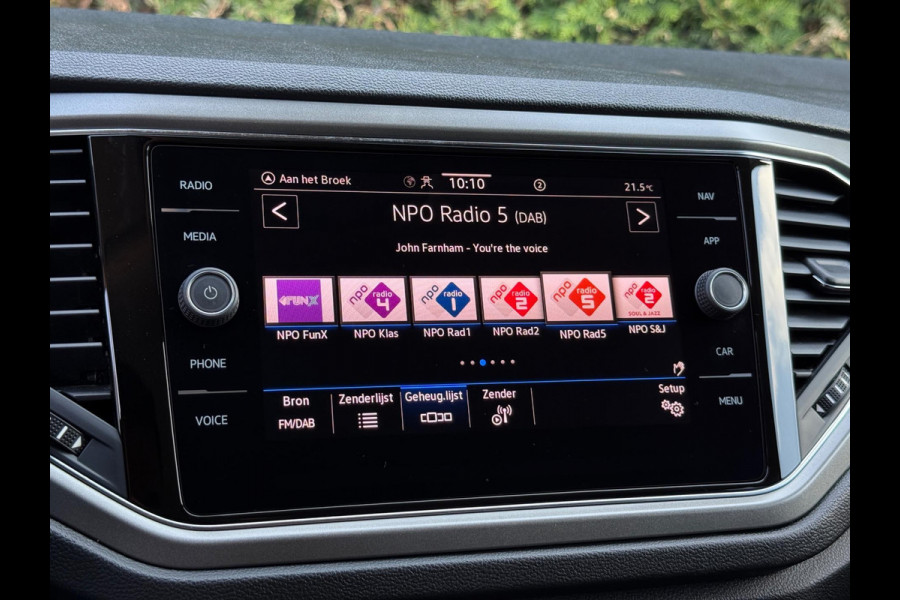 RADIO
MEDIA
PHONE
VOICE
NAV
APP
CAR
MENU
Aan het Broek
10:10
2
21.5°C
<
NPO Radio 5 (DAB)
>
John Farnham - You're the voice
FUNX
npo radio 4
npo radio 1
npo radio 2
npo radio 5
npo radio 2 SOUL & JAZZ
NPO FunX
NPO Klas
NPO Rad1
NPO Rad2
NPO Rad5
NPO S&J
Bron
FM/DAB
Zenderlijst
Geheug.lijst
Zender
Setup